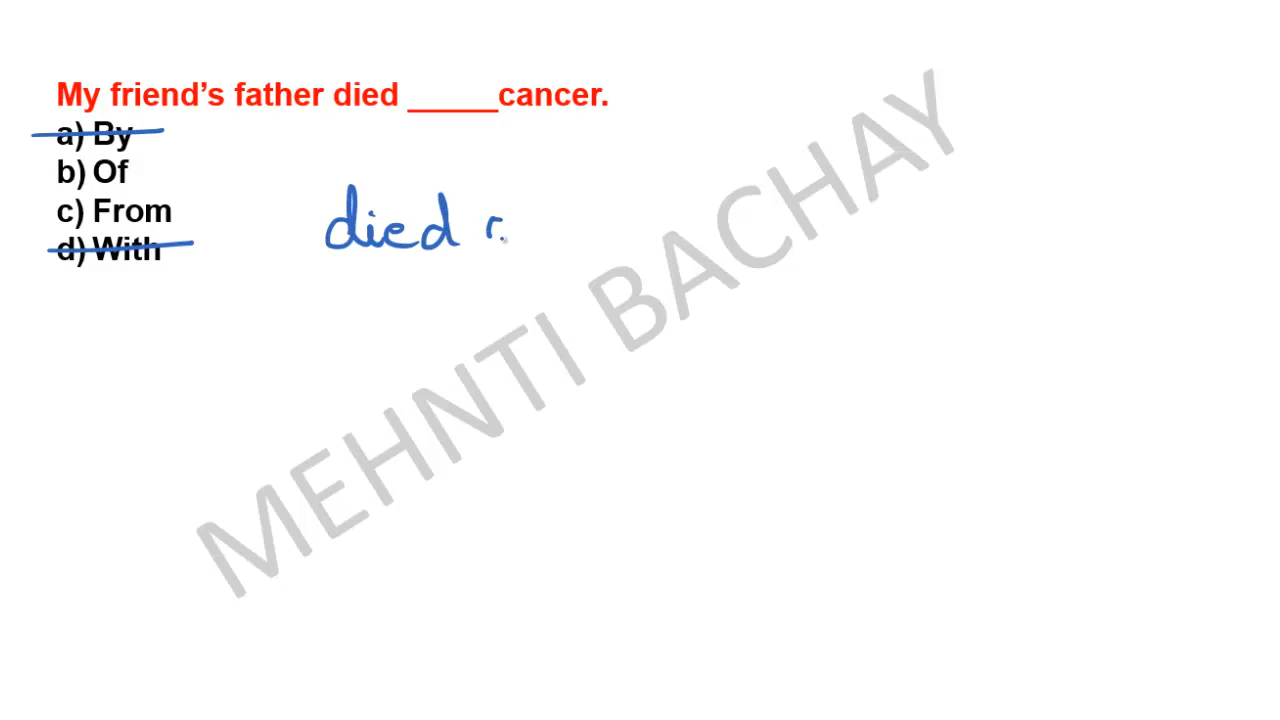 My friend’s father died _____cancer.
a) By
b) Of
c) From
d) With
died
MEHNTI BACHAY